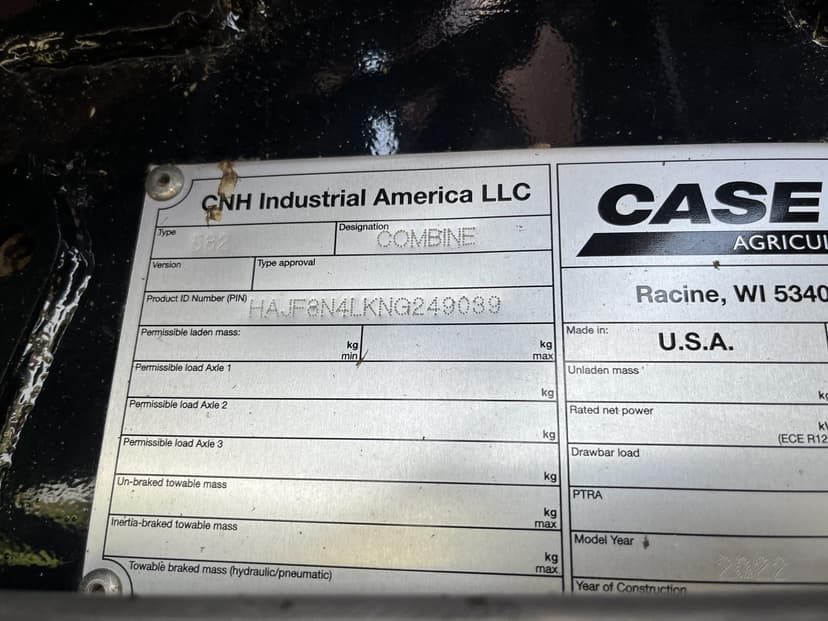 CNH Industrial America LLC
Type
Designation COMBINE
Version
Type approval
Product ID Number (PIN) HAJF8N4LKNG249039
Permissible laden mass:
kg min
kg max
Permissible load Axle 1
kg
Permissible load Axle 2
kg
Permissible load Axle 3
kg
Un-braked towable mass
kg max
Inertia-braked towable mass
kg max
Towable braked mass (hydraulic/pneumatic)
CASE
AGRICUL
Racine, WI 5340
Made in:
U.S.A.
Unladen mass
Rated net power
(ECE R12
Drawbar load
PTRA
Model Year 2022
Year of Construction